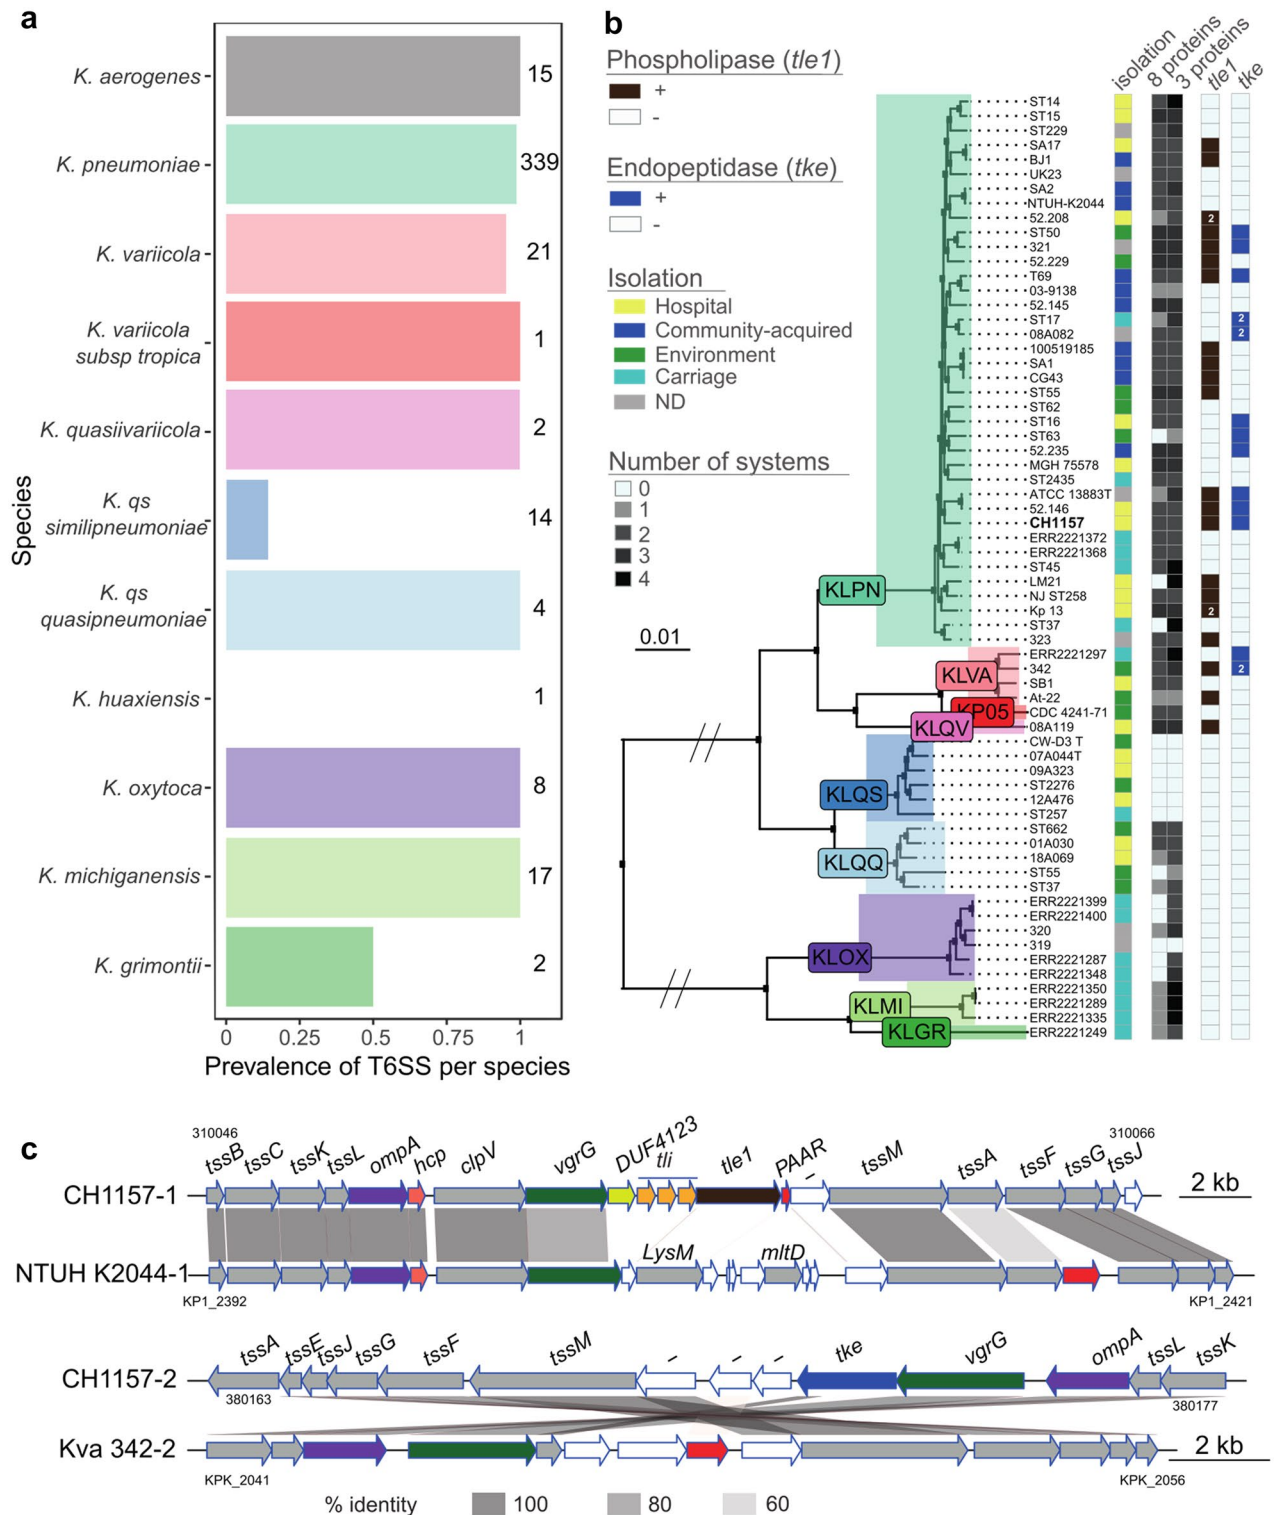 a
Species
K. aerogenes
15
K. pneumoniae
339
K. variicola
21
K. variicola
subsp tropica
1
K. quasiivariicola
2
K. qs
similipneumoniae
14
K. qs
quasipneumoniae
4
K. huaxiensis
1
K. oxytoca
8
K. michiganensis
17
K. grimontii
2
0 0.25 0.5 0.75 1
Prevalence of T6SS per species
b
Phospholipase (tle1)
+
-
Endopeptidase (tke)
+
-
Isolation
Hospital
Community-acquired
Environment
Carriage
ND
Number of systems
0
1
2
3
4
0.01
isolation
8 proteins
3 proteins
tle1
tke
KLPN
KLVA
KP05
KLQV
KLQS
KLQQ
KLOX
KLMI
KLGR
ST14
ST15
ST229
SA17
BJ1
UK23
SA2
NTUH-K2044
52.208 2
ST50
321
52.229
T69
03-9138
52.145
ST17 2
08A082 2
100519185
SA1
CG43
ST55
ST62
ST16
ST63
52.235
MGH 75578
ST2435
ATCC 13883T
52.146
CH1157
ERR2221372
ERR2221368
ST45
LM21
NJ ST258
Kp 13 2
ST37
323
ERR2221297
342 2
SB1
At-22
CDC 4241-71
08A119
CW-D3 T
07A044T
09A323
ST2276
12A476
ST257
ST662
01A030
18A069
ST55
ST37
ERR2221399
ERR2221400
320
319
ERR2221287
ERR2221348
ERR2221350
ERR2221289
ERR2221335
ERR2221249
c
310046 310066
tssB tssC tssK tssL ompA hcp clpV vgrG DUF4123 tli tle1 PAAR – tssM tssA tssF tssG tssJ
CH1157-1
2 kb
LysM mltD
NTUH K2044-1
KP1_2392 KP1_2421
tssA tssE tssJ tssG tssF tssM – – – tke vgrG ompA tssL tssK
CH1157-2
380163 380177
Kva 342-2
2 kb
KPK_2041 KPK_2056
% identity 100 80 60